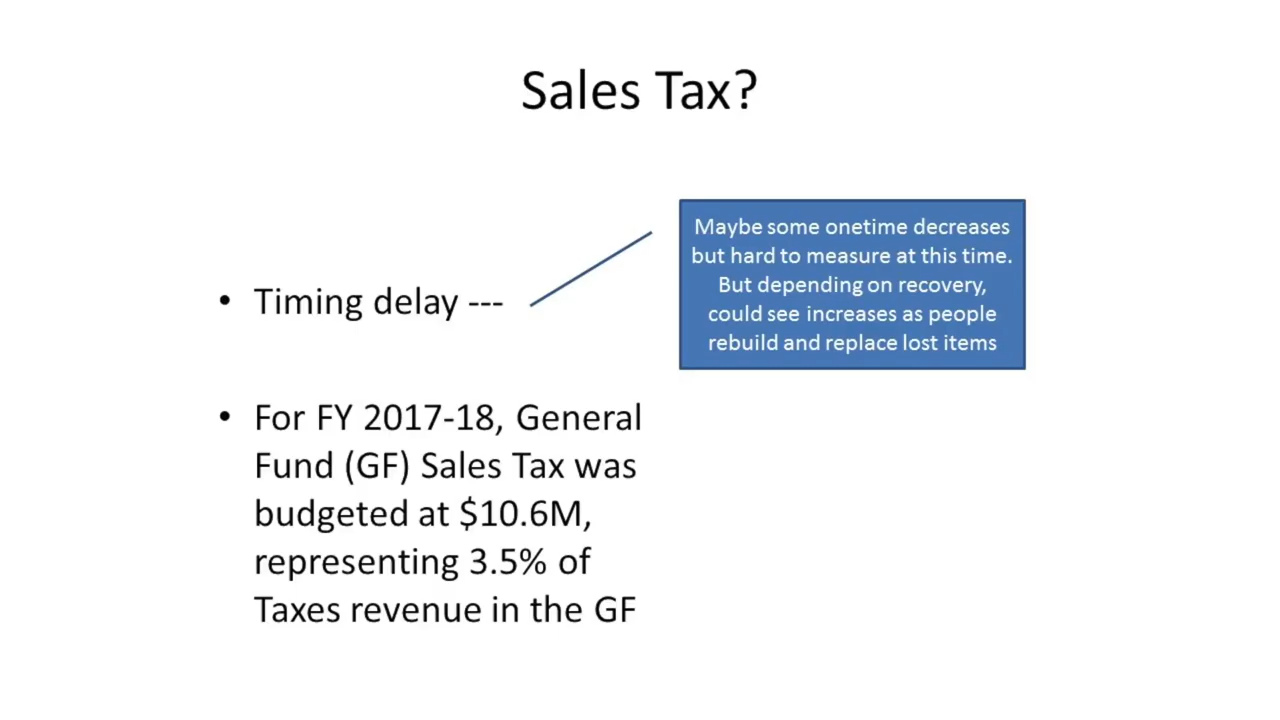 Sales Tax?
• Timing delay ---
Maybe some onetime decreases
but hard to measure at this time.
But depending on recovery,
could see increases as people
rebuild and replace lost items
• For FY 2017-18, General
Fund (GF) Sales Tax was
budgeted at $10.6M,
representing 3.5% of
Taxes revenue in the GF